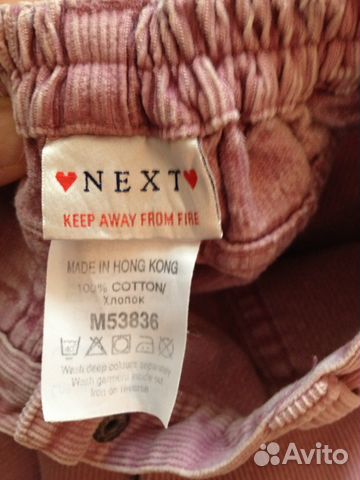 ♥NEXT♥
KEEP AWAY FROM FIRE
MADE IN HONG KONG
100% COTTON/
ХЛОПОК
M53836
Wash deep colours separately
Wash garment inside out
Iron on reverse
Avito